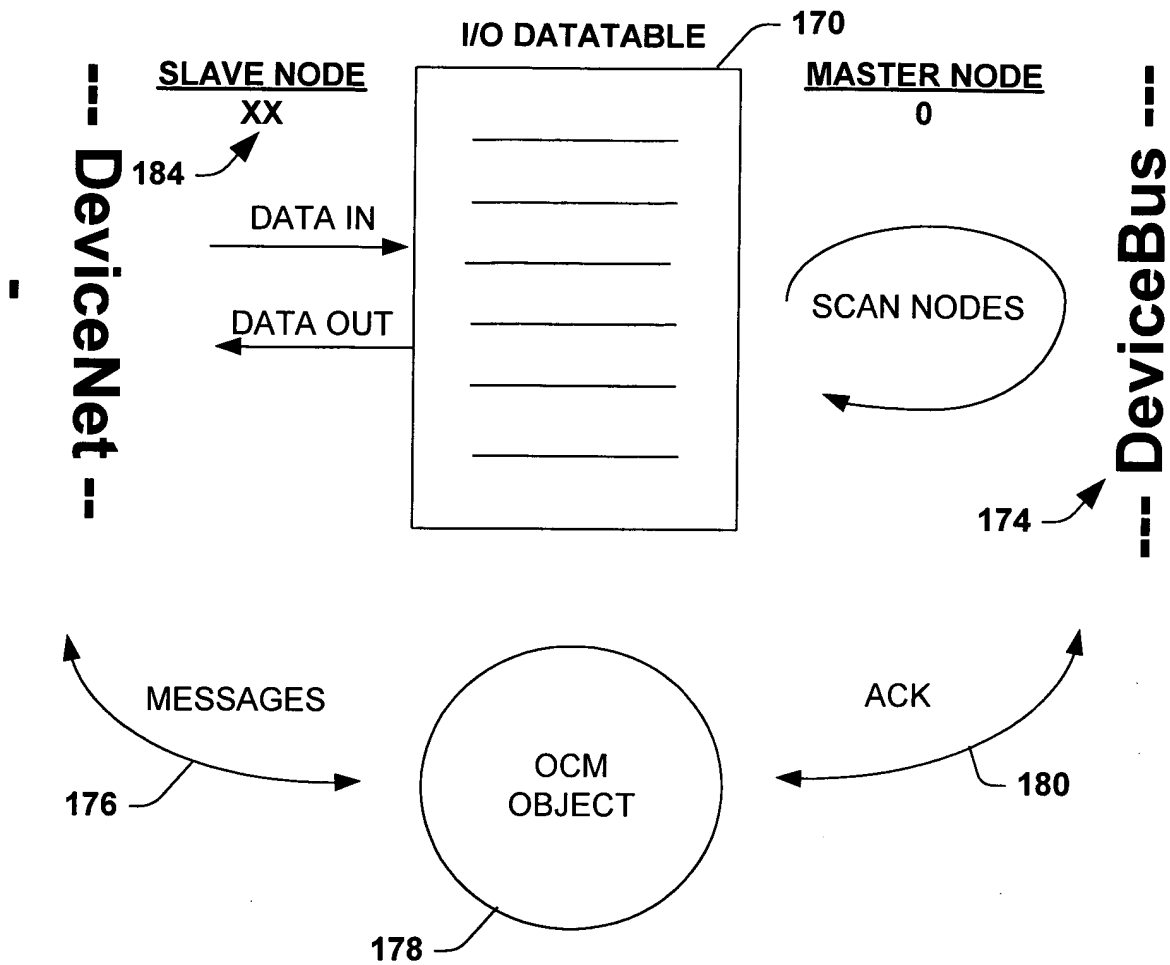 I/O DATATABLE
170
SLAVE NODE
XX
184
MASTER NODE
0
--- DeviceNet --
-
DATA IN
DATA OUT
SCAN NODES
--- DeviceBus ---
174
MESSAGES
176
OCM
OBJECT
178
ACK
180